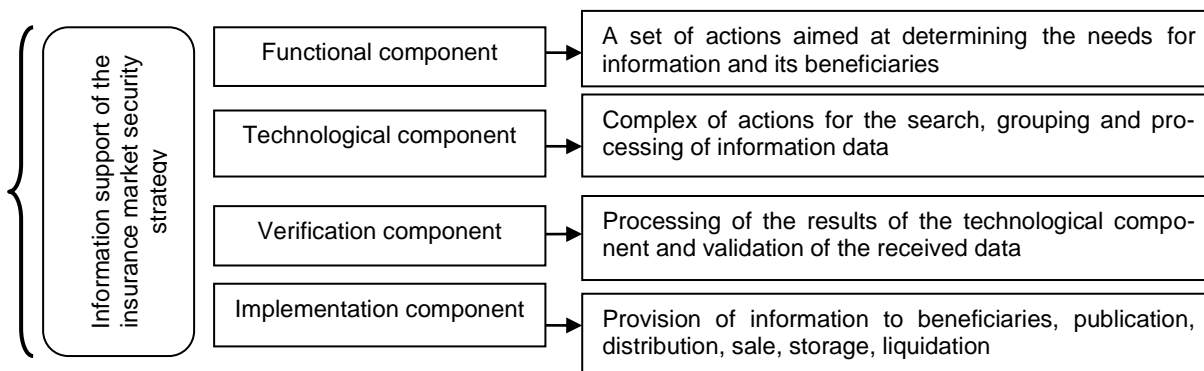 Information support of the
insurance market security
strategy
Functional component
A set of actions aimed at determining the needs for
information and its beneficiaries
Technological component
Complex of actions for the search, grouping and pro-
cessing of information data
Verification component
Processing of the results of the technological compo-
nent and validation of the received data
Implementation component
Provision of information to beneficiaries, publication,
distribution, sale, storage, liquidation